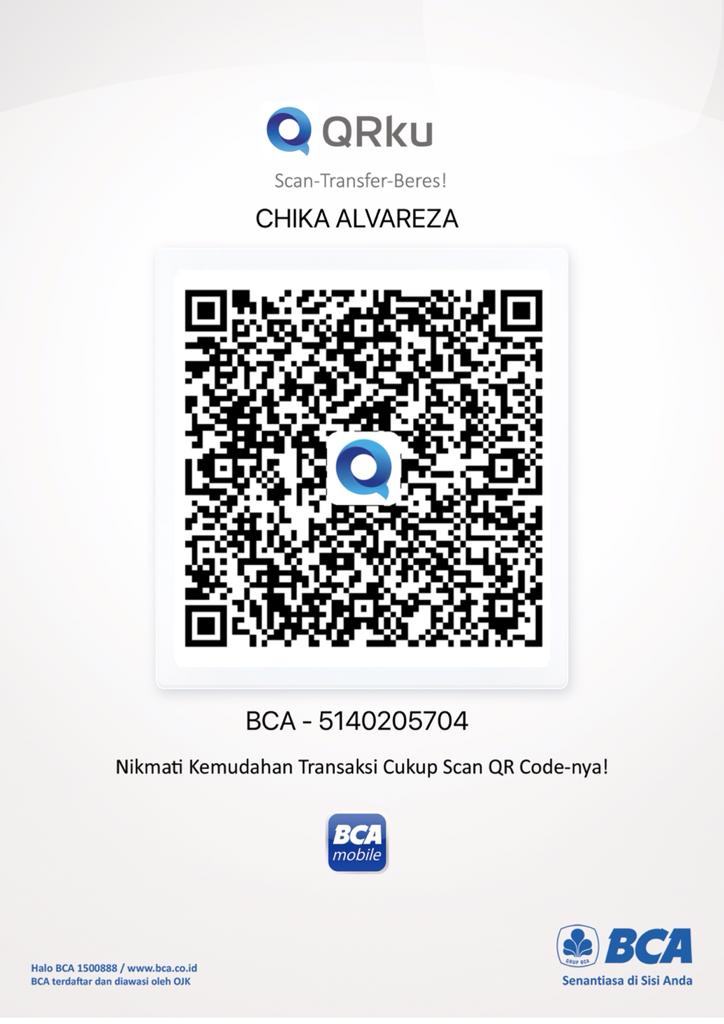 QRku
Scan-Transfer-Beres!
CHIKA ALVAREZA
BCA - 5140205704
Nikmati Kemudahan Transaksi Cukup Scan QR Code-nya!
BCA
mobile
GRUP BCA
BCA
Senantiasa di Sisi Anda
Halo BCA 1500888 / www.bca.co.id
BCA terdaftar dan diawasi oleh OJK